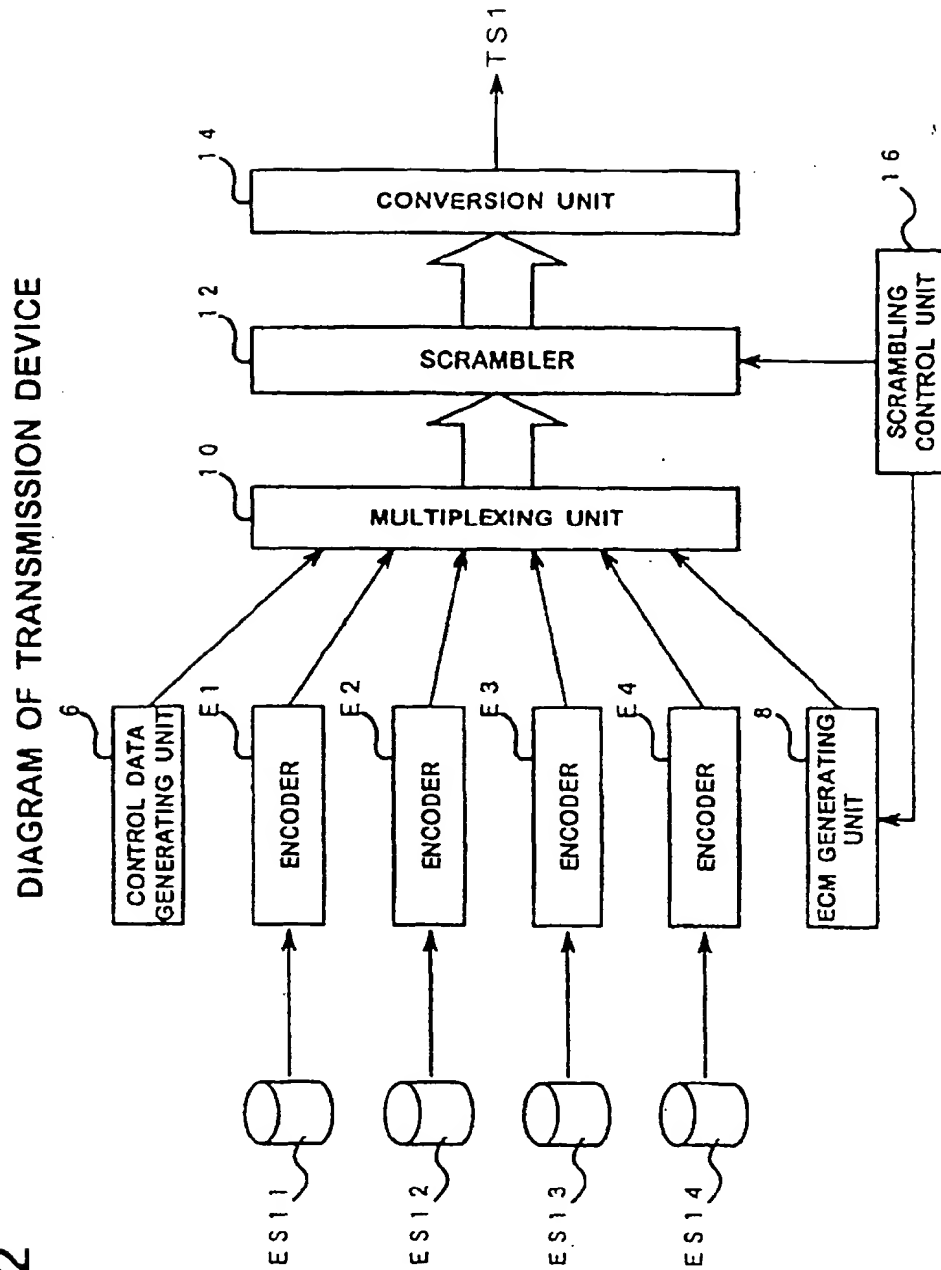 2
DIAGRAM OF TRANSMISSION DEVICE
6
CONTROL DATA
GENERATING UNIT
E1
ENCODER
ES11
E2
ENCODER
ES12
E3
ENCODER
ES13
E4
ENCODER
ES14
8
ECM GENERATING
UNIT
10
MULTIPLEXING UNIT
12
SCRAMBLER
14
CONVERSION UNIT
TS1
16
SCRAMBLING
CONTROL UNIT